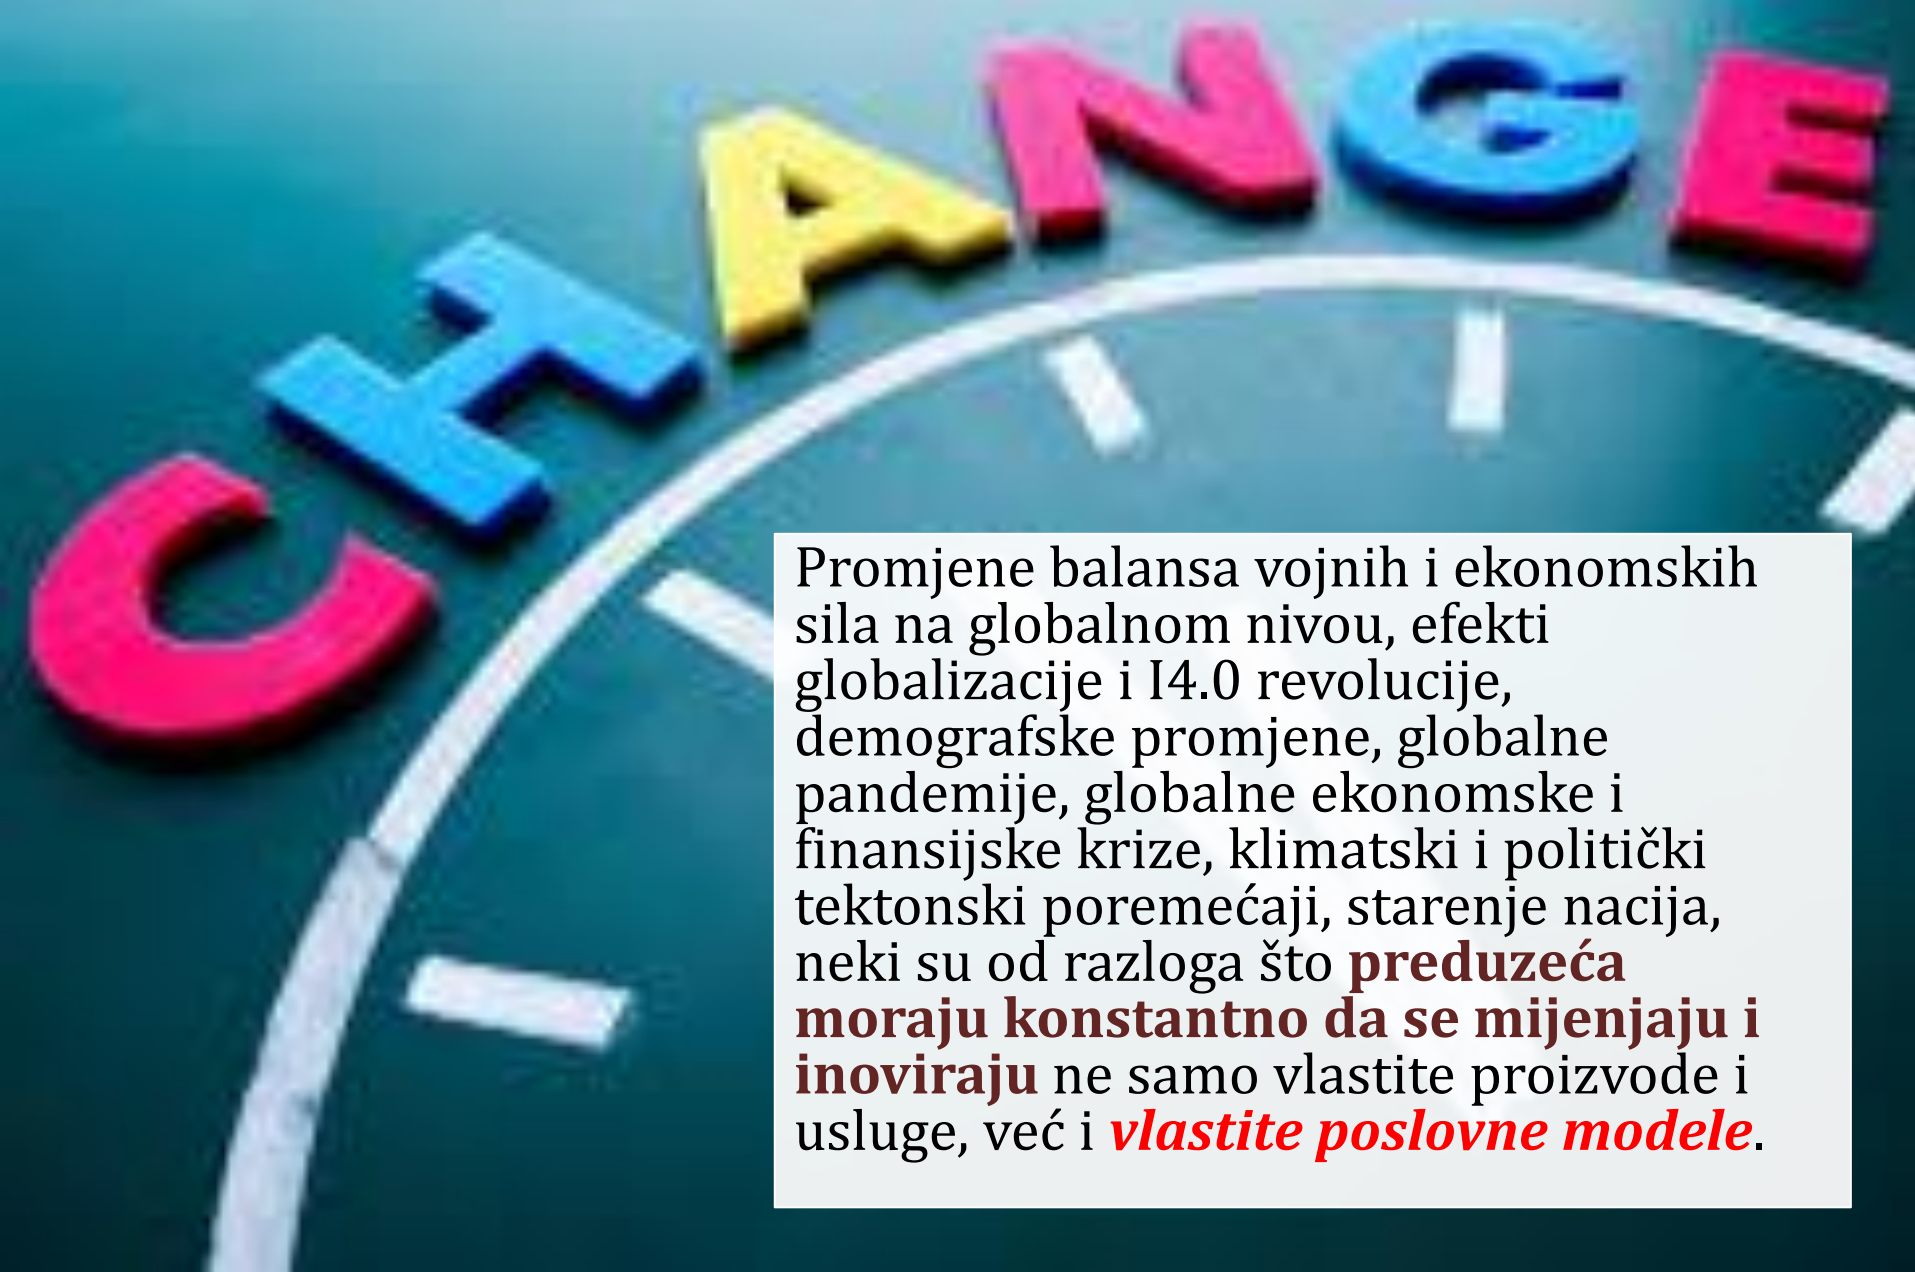 CHANGE
Promjene balansa vojnih i ekonomskih
sila na globalnom nivou, efekti
globalizacije i I4.0 revolucije,
demografske promjene, globalne
pandemije, globalne ekonomske i
finansijske krize, klimatski i politički
tektonski poremećaji, starenje nacija,
neki su od razloga što preduzeća
moraju konstantno da se mijenjaju i
inoviraju ne samo vlastite proizvode i
usluge, već i vlastite poslovne modele.